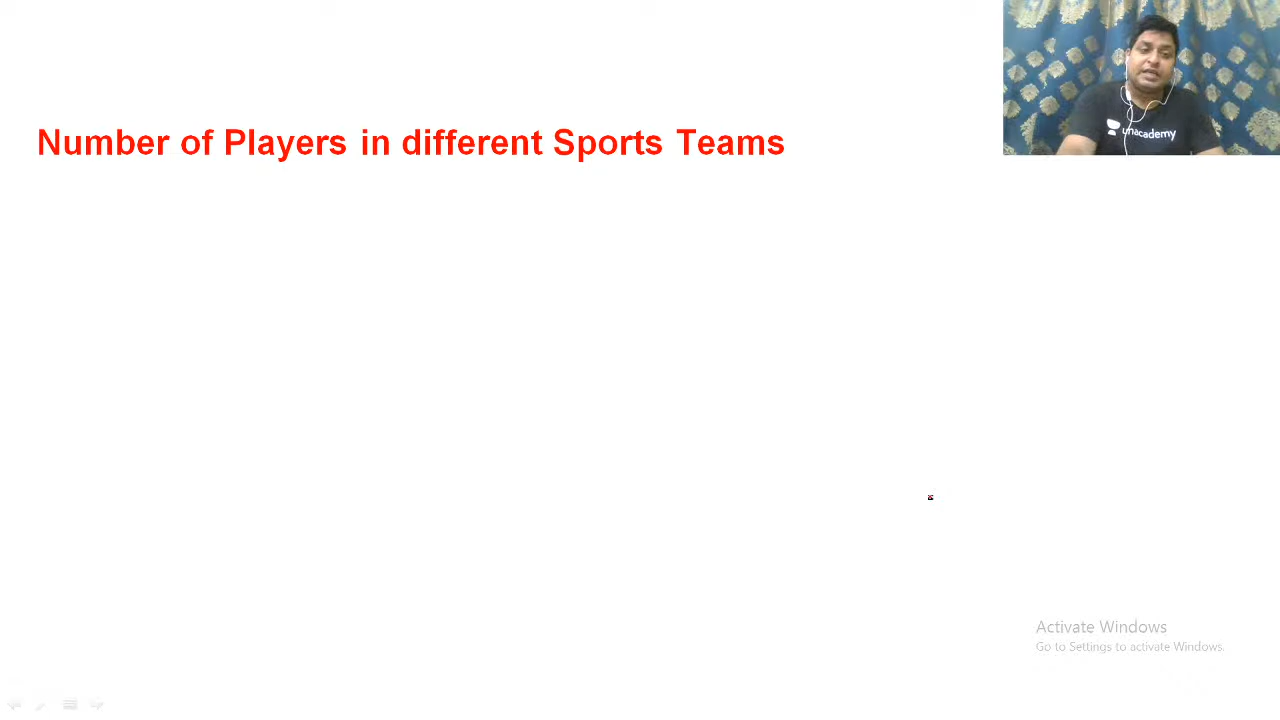 Number of Players in different Sports Teams
unacademy
Activate Windows
Go to Settings to activate Windows.